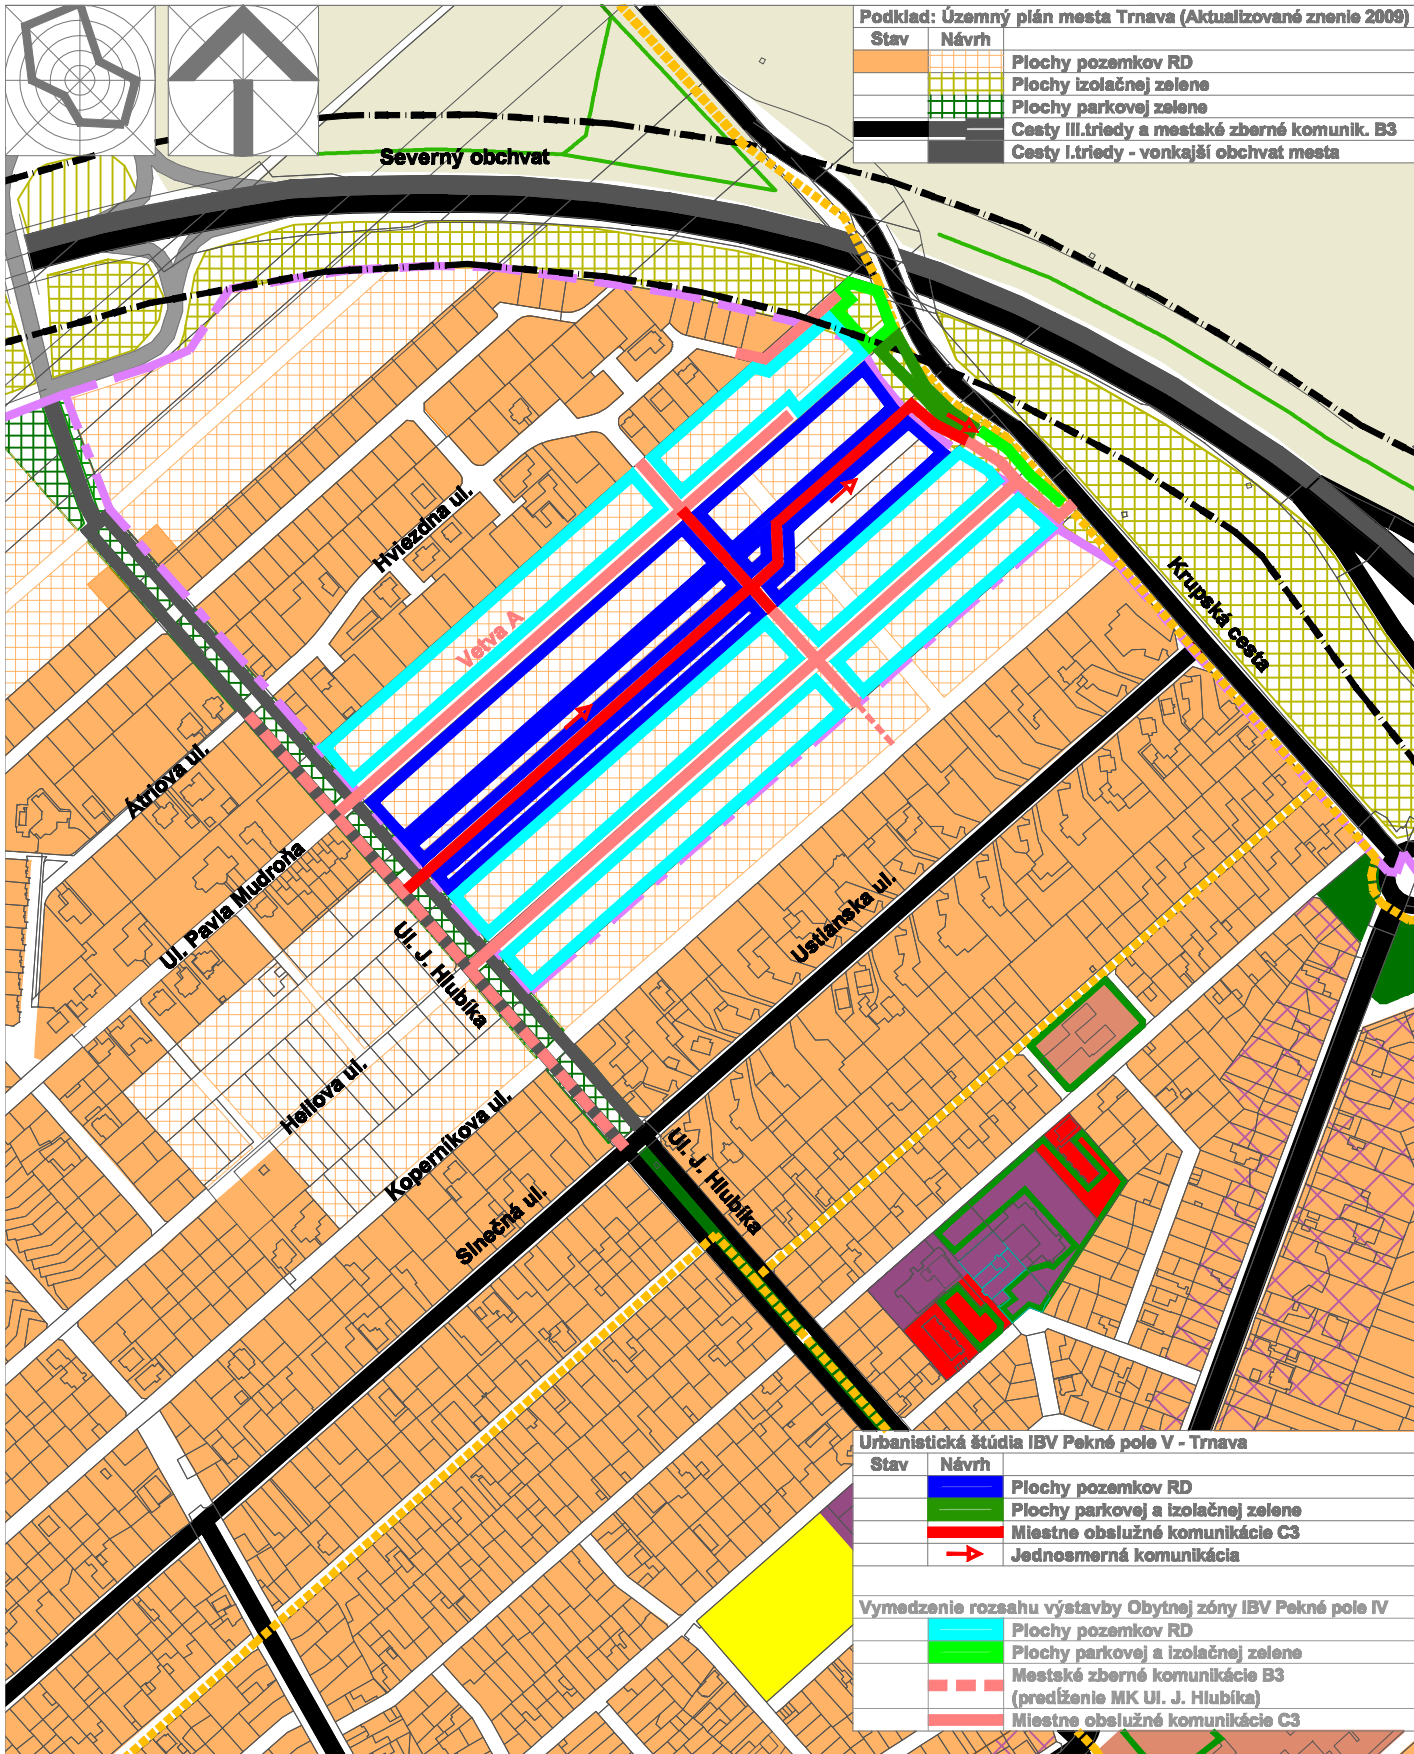 Podklad: Územný plán mesta Trnava (Aktualizované znenie 2009)
Stav Návrh
Plochy pozemkov RD
Plochy izolačnej zelene
Plochy parkovej zelene
Cesty III.triedy a mestské zberné komunik. B3
Cesty I.triedy - vonkajší obchvat mesta
Severný obchvat
Hviezdna ul.
Vetva A
Krupská cesta
Átriova ul.
Ul. Pavla Mudroňa
Ul. J. Hlubíka
Ustianska ul.
Hellova ul.
Koperníkova ul.
Ul. J. Hlubíka
Slnečná ul.
Urbanistická štúdia IBV Pekné pole V - Trnava
Stav Návrh
Plochy pozemkov RD
Plochy parkovej a izolačnej zelene
Miestne obslužné komunikácie C3
Jednosmerná komunikácia
Vymedzenie rozsahu výstavby Obytnej zóny IBV Pekné pole IV
Plochy pozemkov RD
Plochy parkovej a izolačnej zelene
Mestské zberné komunikácie B3
(predĺženie MK Ul. J. Hlubíka)
Miestne obslužné komunikácie C3